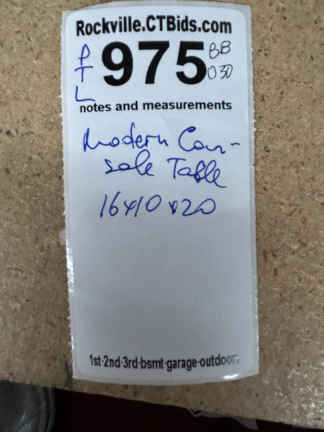 Rockville.CTBids.com
PTL 975 BB 030
notes and measurements
Modern Con-
sole Table
16x10x20
1st·2nd·3rd·bsmt·garage·outdoor.